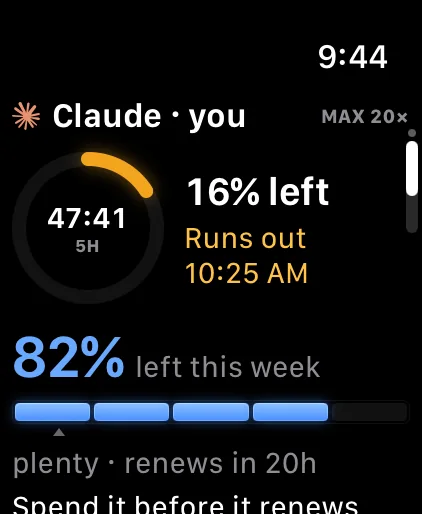 9:44
Claude · you
MAX 20×
47:41
5H
16% left
Runs out
10:25 AM
82% left this week
plenty · renews in 20h
Spend it before it renews